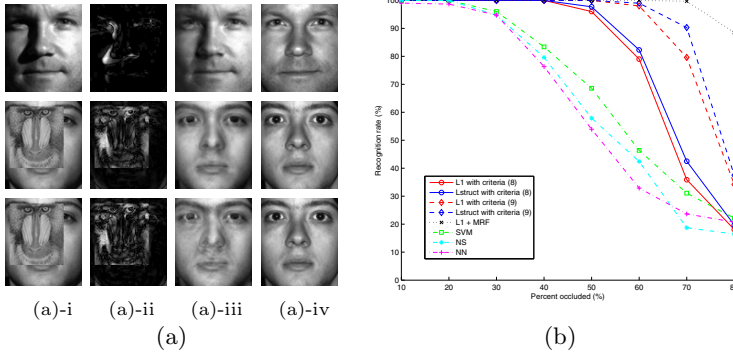 (a)-i (a)-ii (a)-iii (a)-iv
(a)
Recognition rate (%)
100
90
80
70
60
50
40
30
20
10
0
L1 with criteria (8)
Lstruct with criteria (8)
L1 with criteria (9)
Lstruct with criteria (9)
L1 + MRF
SVM
NS
NN
10 20 30 40 50 60 70 8
Percent occluded (%)
(b)